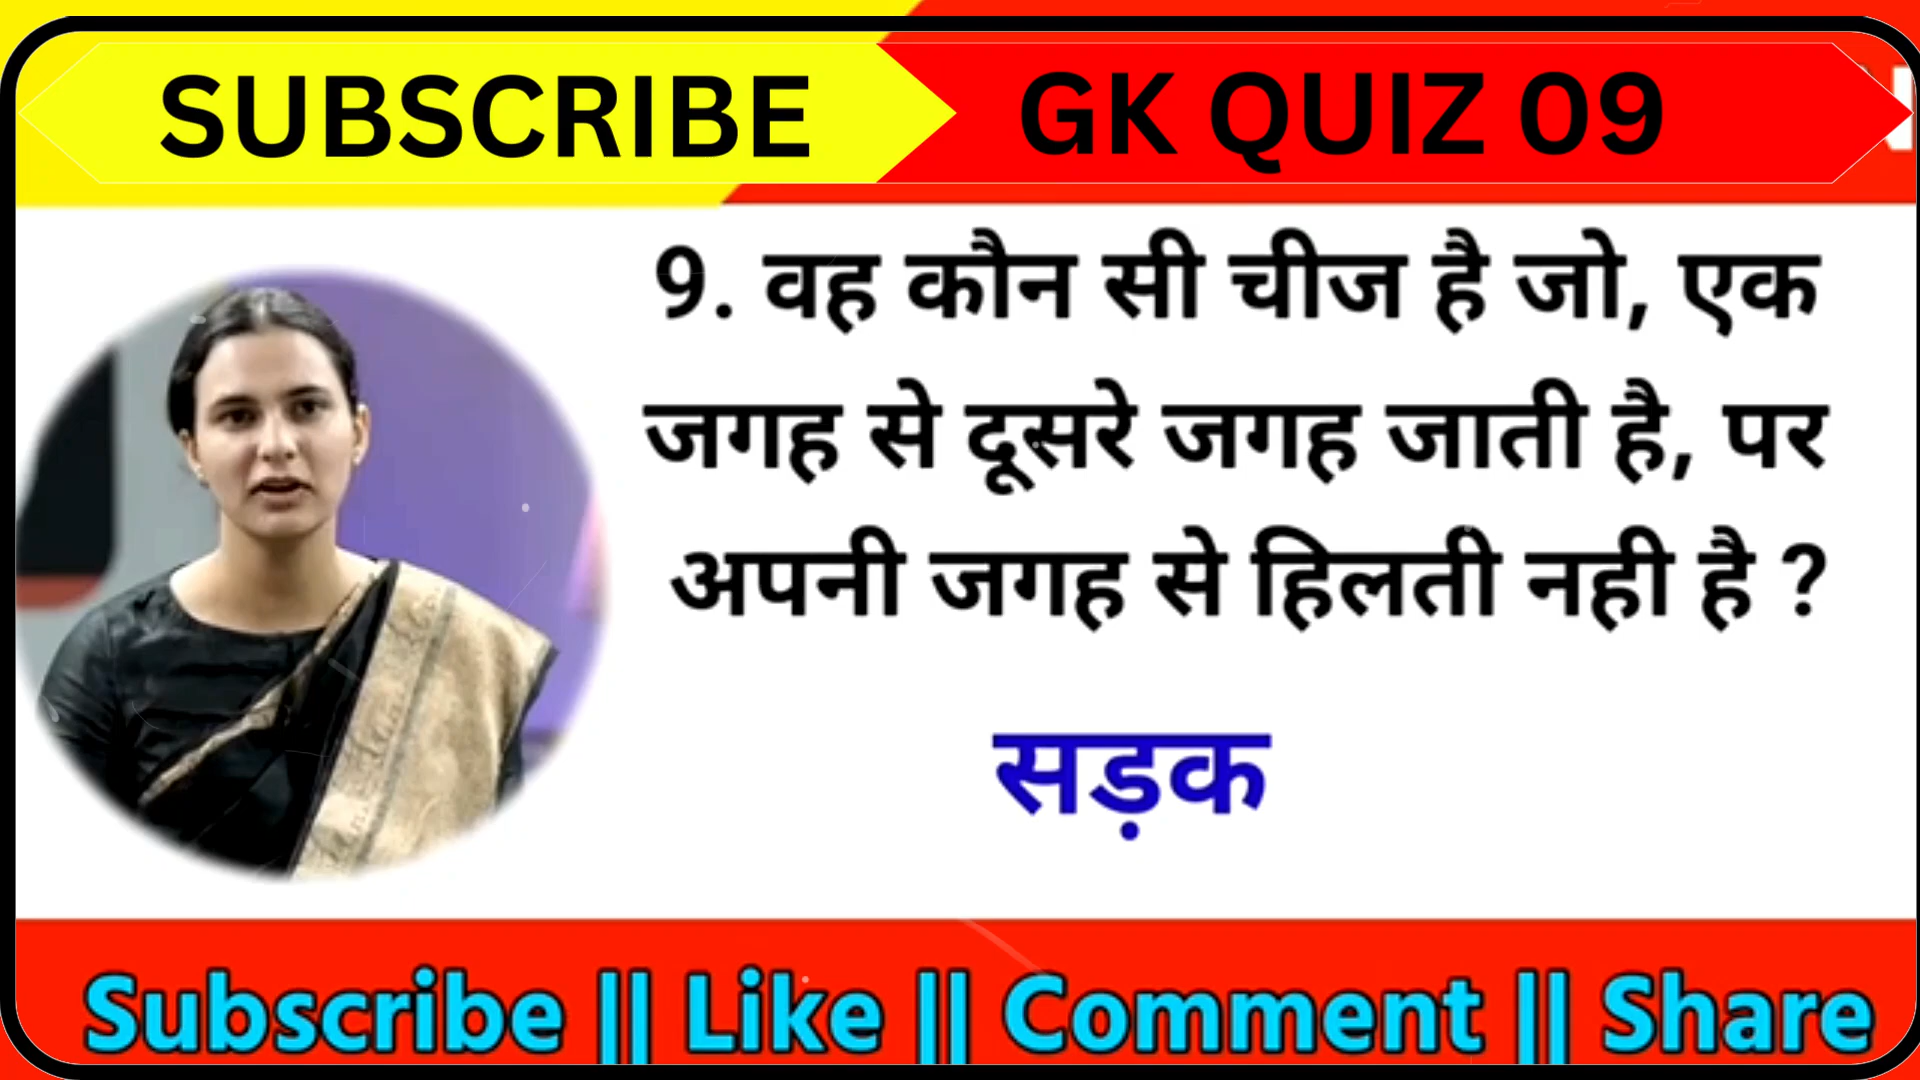 SUBSCRIBE
GK QUIZ 09
9. वह कौन सी चीज है जो, एक
जगह से दूसरे जगह जाती है, पर
अपनी जगह से हिलती नही है ?
सड़क
Subscribe || Like || Comment || Share